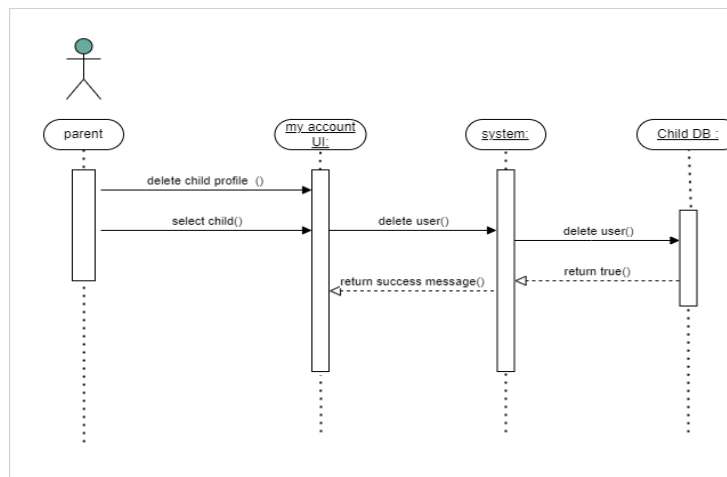 parent
my account
UI:
system:
Child DB :
delete child profile ()
select child()
delete user()
delete user()
return true()
return success message()